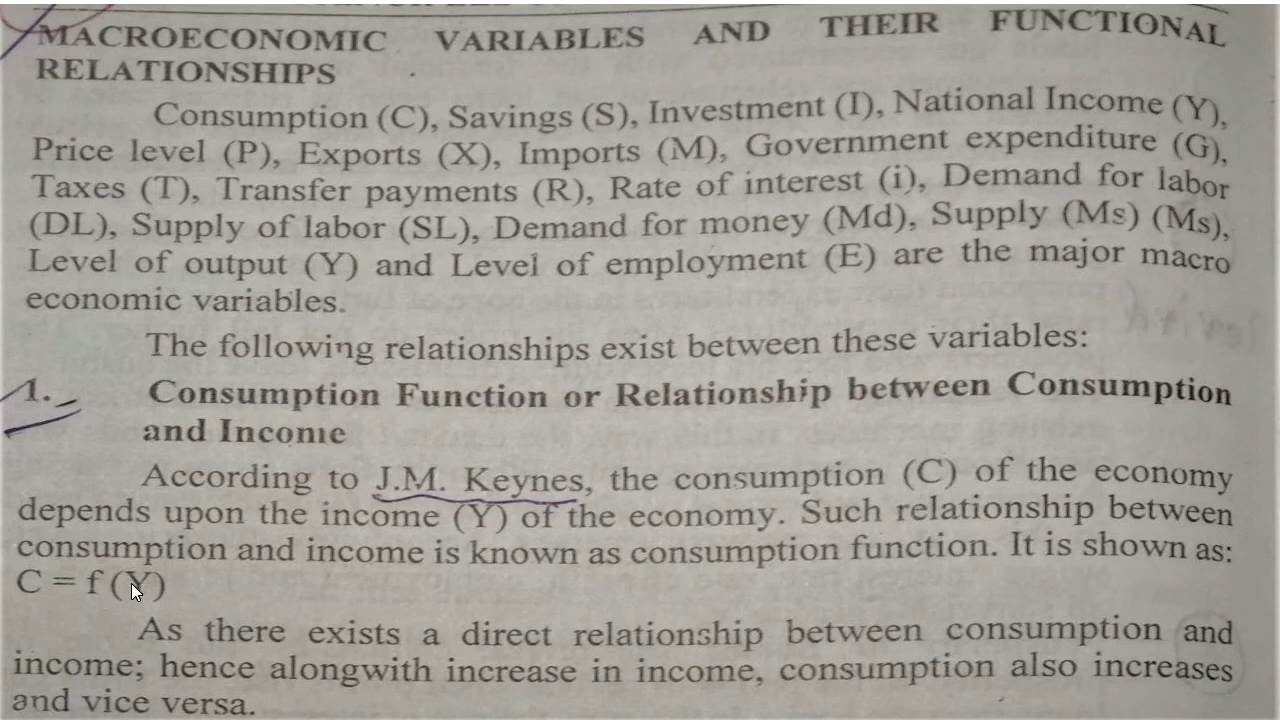 MACROECONOMIC VARIABLES AND THEIR FUNCTIONAL
RELATIONSHIPS
Consumption (C), Savings (S), Investment (I), National Income (Y),
Price level (P), Exports (X), Imports (M), Government expenditure (G),
Taxes (T), Transfer payments (R), Rate of interest (i), Demand for labor
(DL), Supply of labor (SL), Demand for money (Md), Supply (Ms) (Ms),
Level of output (Y) and Level of employment (E) are the major macro
economic variables.
The following relationships exist between these variables:
1. Consumption Function or Relationship between Consumption
and Income
According to J.M. Keynes, the consumption (C) of the economy
depends upon the income (Y) of the economy. Such relationship between
consumption and income is known as consumption function. It is shown as:
C = f (Y)
As there exists a direct relationship between consumption and
income; hence alongwith increase in income, consumption also increases
and vice versa.